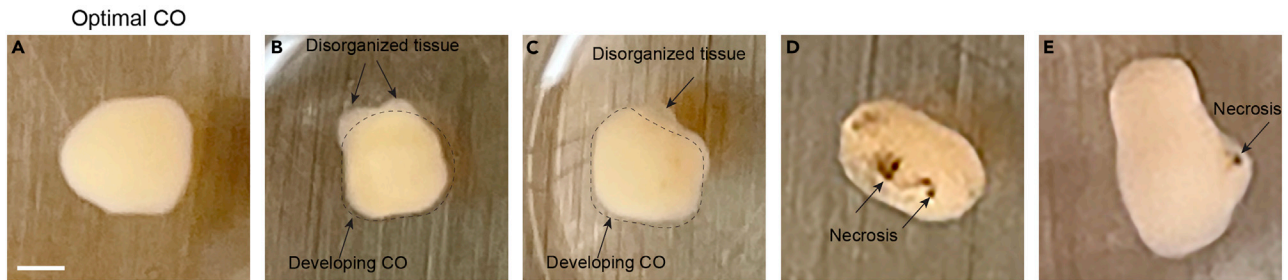 Optimal CO
A
B
Disorganized tissue
Developing CO
C
Disorganized tissue
Developing CO
D
Necrosis
E
Necrosis